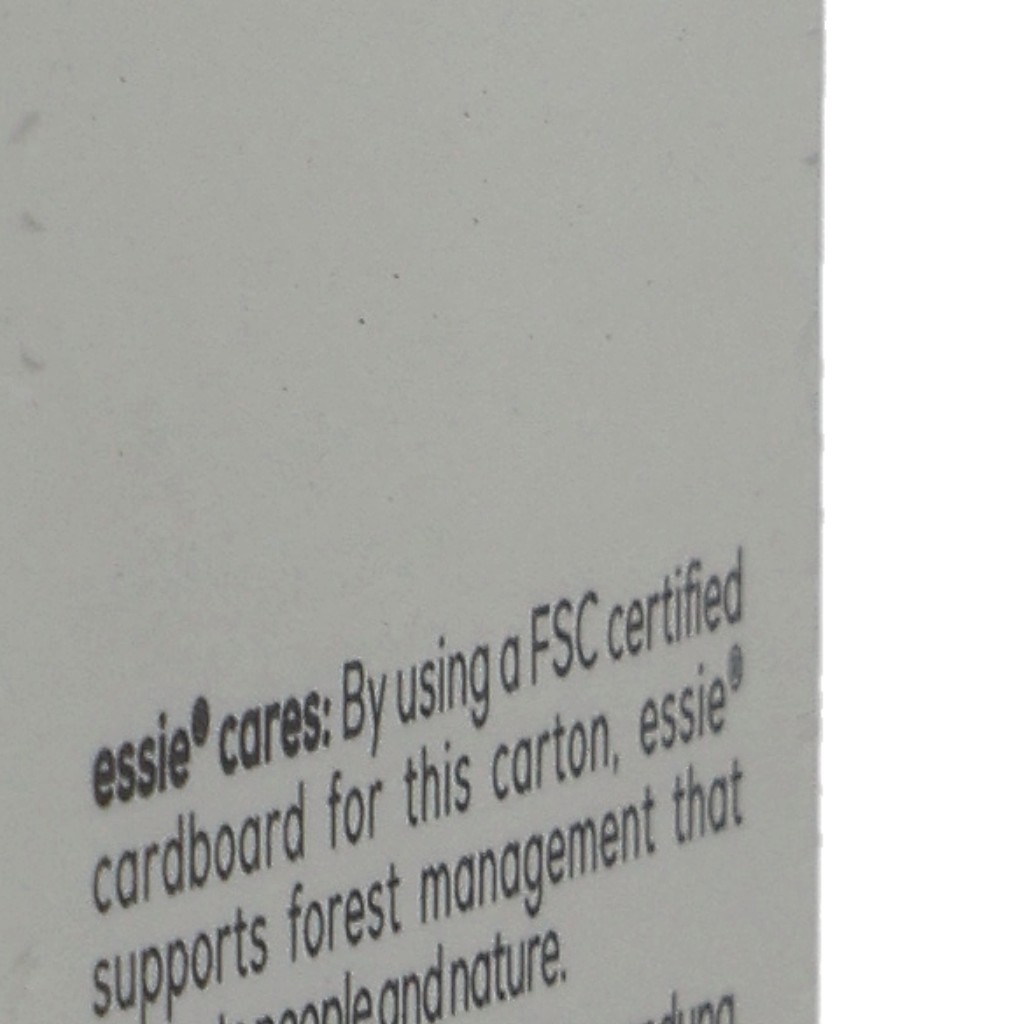 essie® cares: By using a FSC certified
cardboard for this carton, essie®
supports forest management that
people and nature.